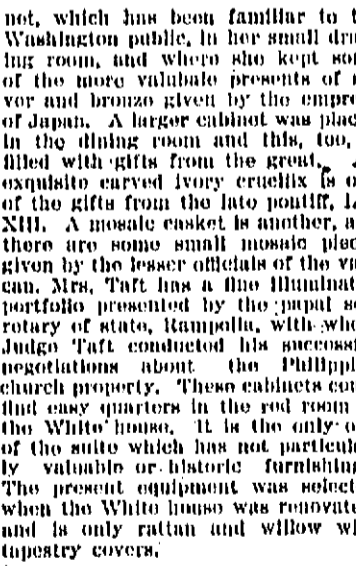 net, which has been familiar to t
Washington public, in her small dra
ing room, and where she kept so
of the more valuable presents of
ver and bronze given by the empre
of Japan. A larger cabinet was plac
in the dining room and this, too,
filled with gifts from the great.
exquisite carved ivory crucifix is o
of the gifts from the late pontiff, L
XIII. A mosaic casket is another, a
there are some small mosaic piec
given by the lesser officials of the va
can. Mrs. Taft has a fine illuminat
portfolio presented by the papal se
retary of state, Rampolla, with who
Judge Taft conducted his successf
negotiations about the Philippi
church property. These cabinets cou
find easy quarters in the red room
the White house. It is the only o
of the suite which has not particula
ly valuable or historic furnishin
The present equipment was select
when the White house was renovate
and is only rattan and willow wi
tapestry covers.